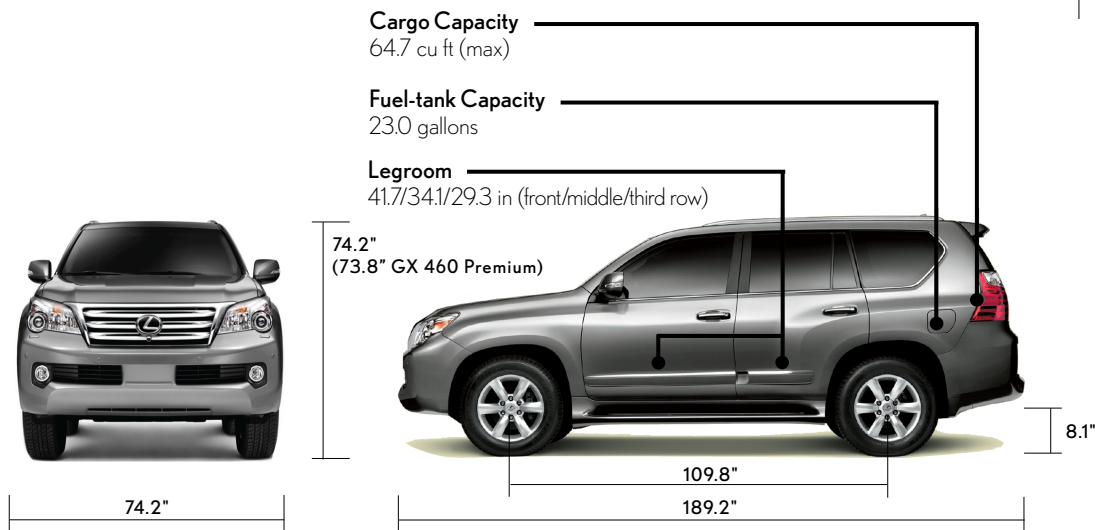 Cargo Capacity
64.7 cu ft (max)
Fuel-tank Capacity
23.0 gallons
Legroom
41.7/34.1/29.3 in (front/middle/third row)
74.2"
(73.8” GX 460 Premium)
8.1"
109.8"
74.2"
189.2"